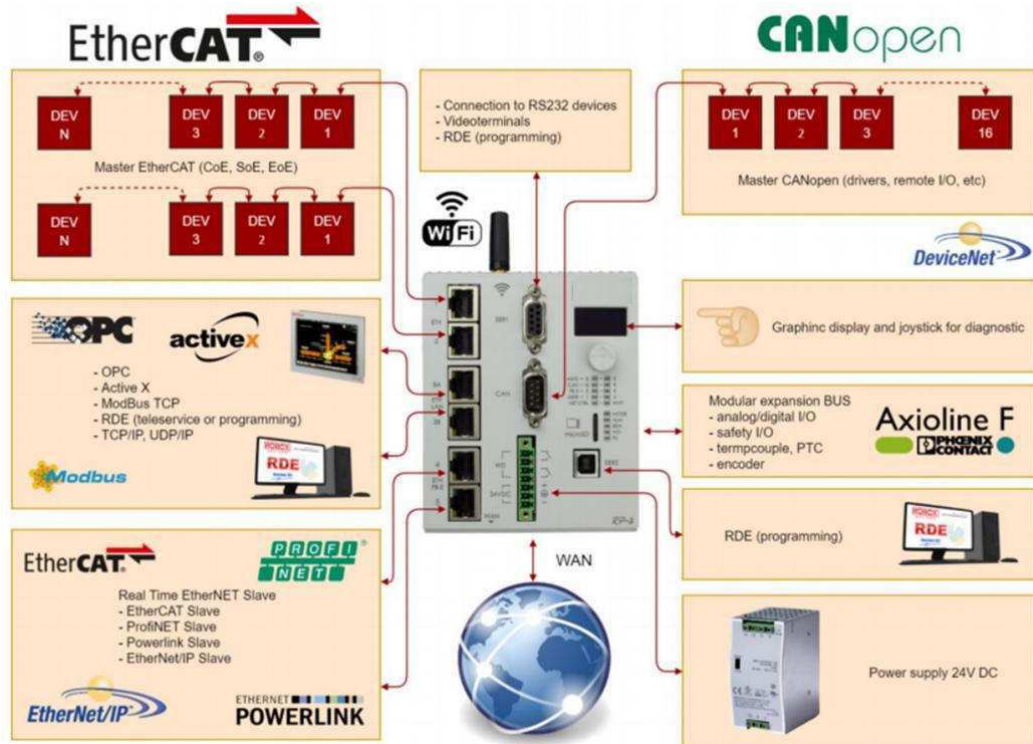 EtherCAT®
CANopen
DEV N
DEV 3
DEV 2
DEV 1
Master EtherCAT (CoE, SoE, EoE)
DEV N
DEV 3
DEV 2
DEV 1
- Connection to RS232 devices
- Videoterminals
- RDE (programming)
DEV 1
DEV 2
DEV 3
DEV 16
Master CANopen (drivers, remote I/O, etc)
WiFi
DeviceNet
OPC
activex
- OPC
- Active X
- ModBus TCP
- RDE (teleservice or programming)
- TCP/IP, UDP/IP
Modbus
RDE
ETH
CAN
WAN
Graphinc display and joystick for diagnostic
Modular expansion BUS
- analog/digital I/O
- safety I/O
- termpcouple, PTC
- encoder
Axioline F
PHŒNIX
CONTACT
RDE (programming)
RDE
EtherCAT®
PROFI
NET®
Real Time EtherNET Slave
- EtherCAT Slave
- ProfiNET Slave
- Powerlink Slave
- EtherNet/IP Slave
EtherNet/IP
ETHERNET
POWERLINK
Power supply 24V DC